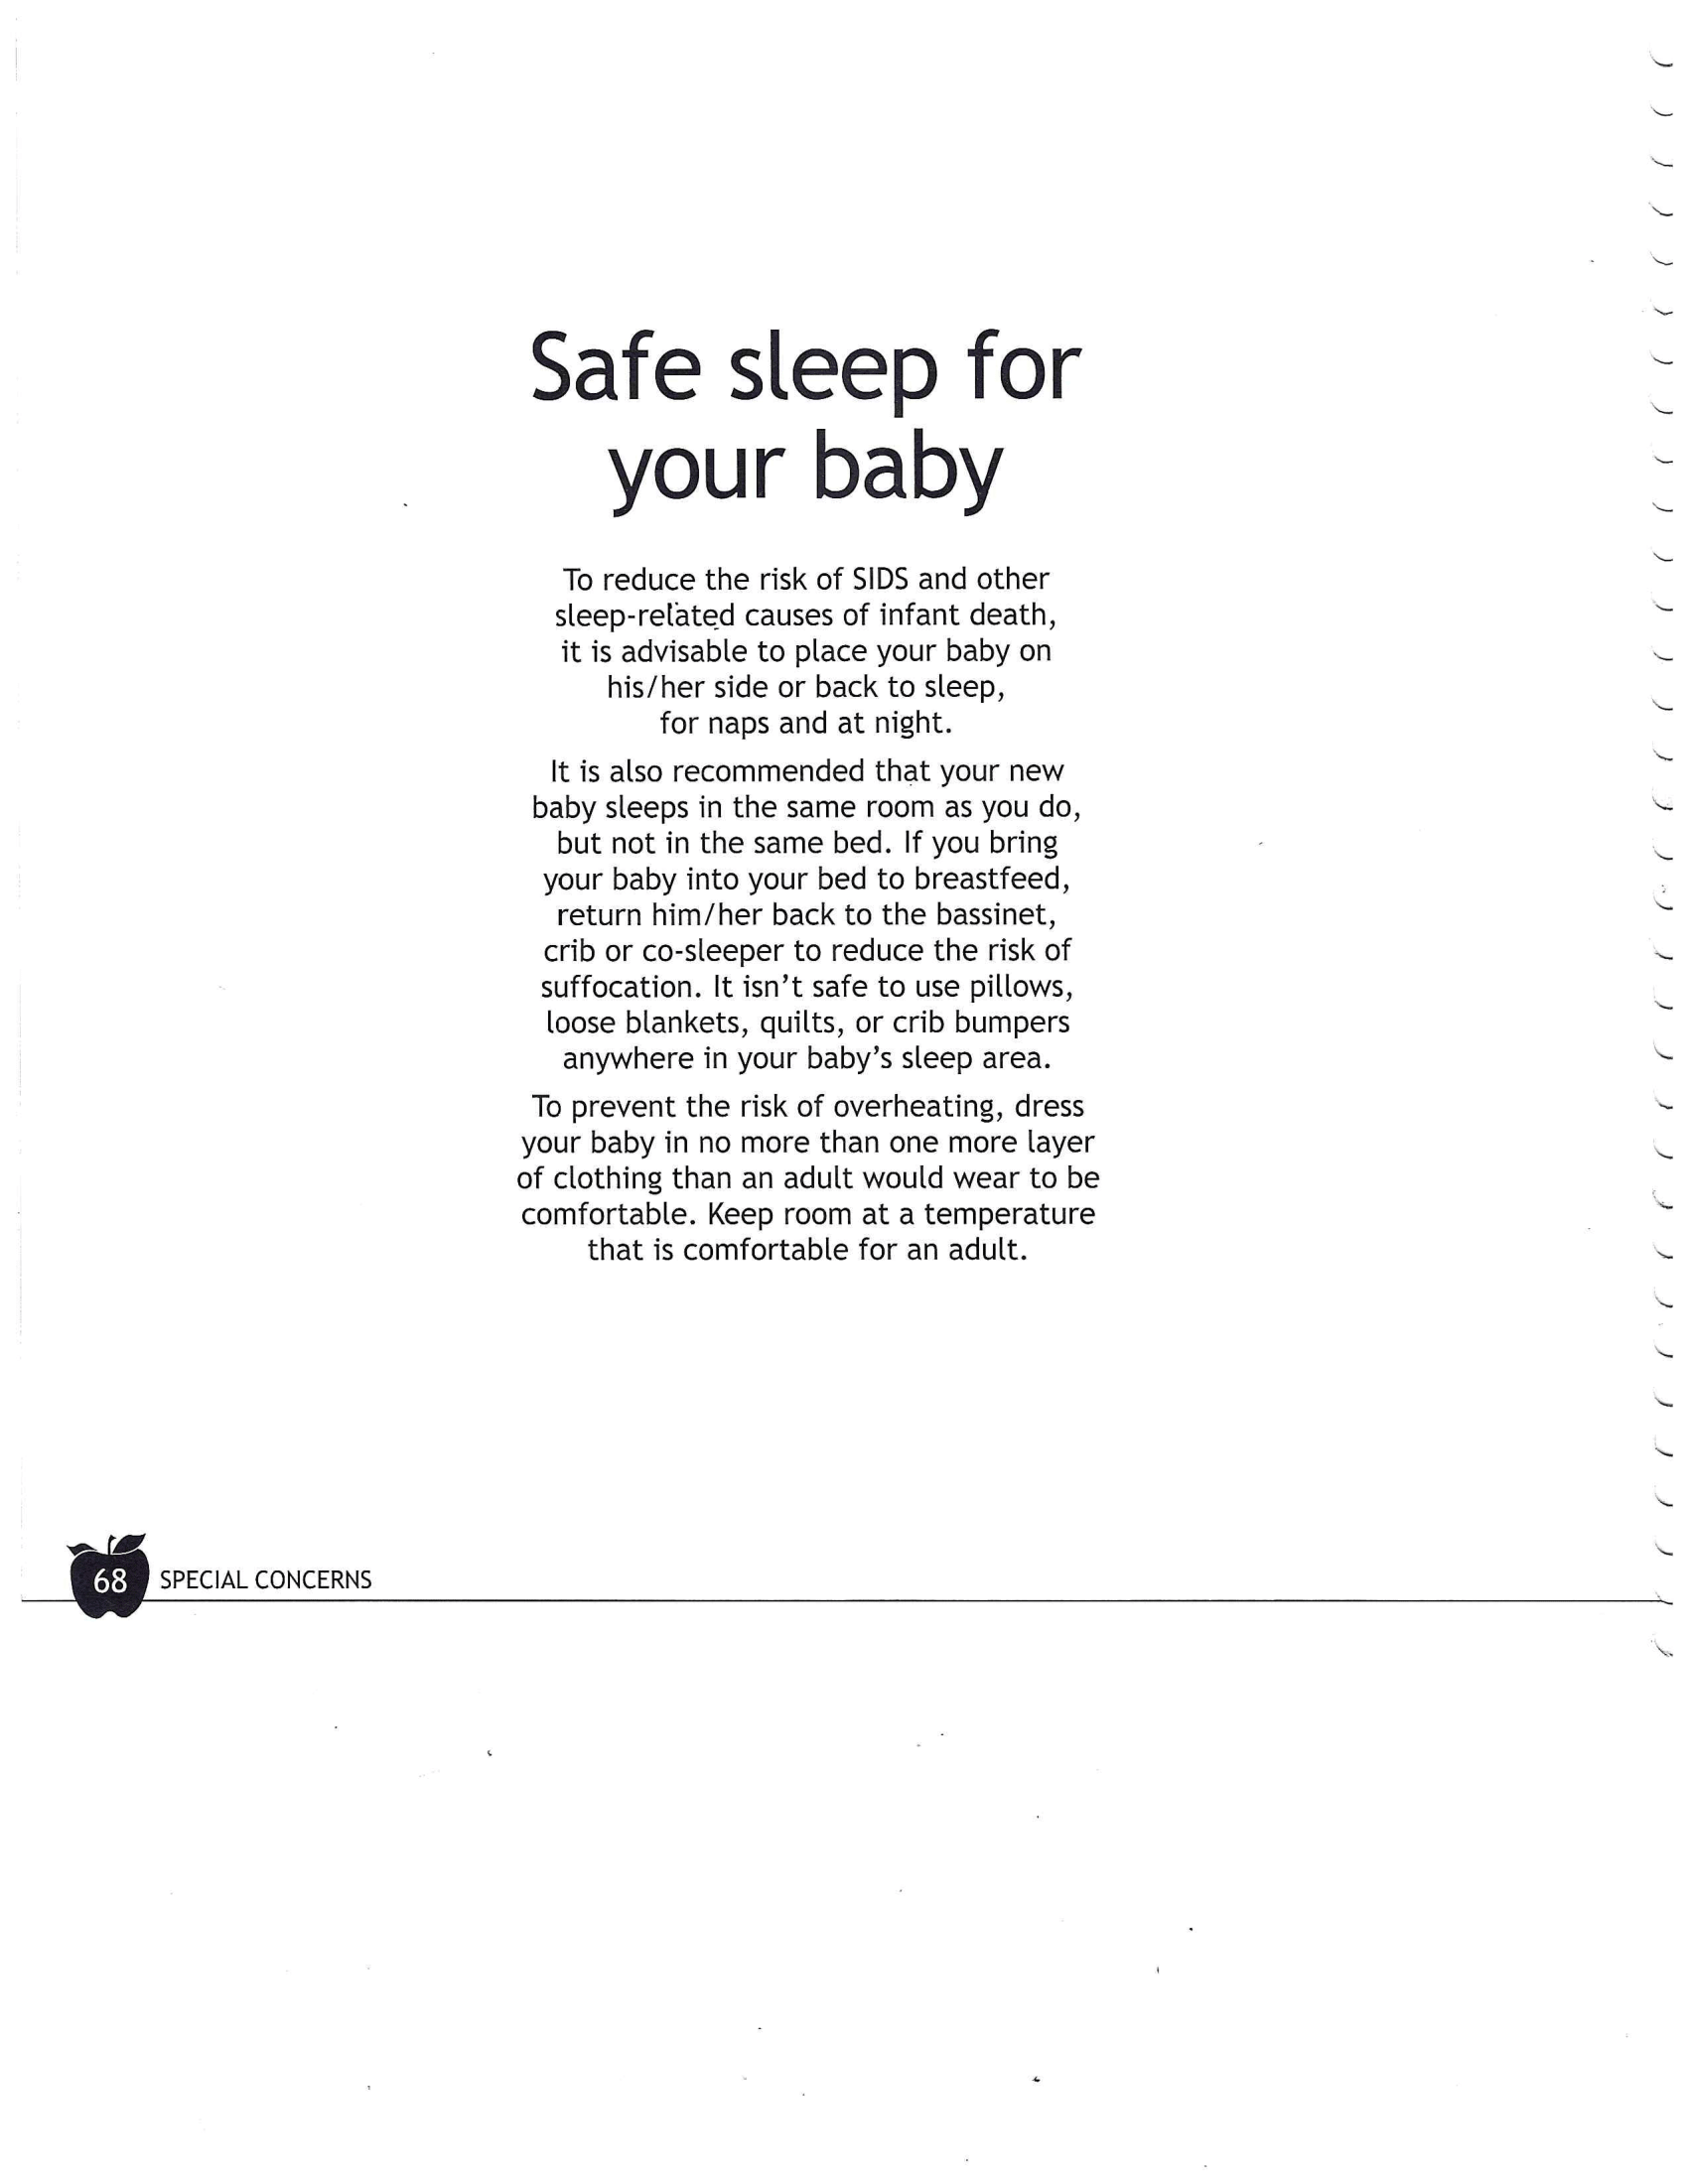 Safe sleep for
your baby
To reduce the risk of SIDS and other
sleep-related causes of infant death,
it is advisable to place your baby on
his/her side or back to sleep,
for naps and at night.
It is also recommended that your new
baby sleeps in the same room as you do,
but not in the same bed. If you bring
your baby into your bed to breastfeed,
return him/her back to the bassinet,
crib or co-sleeper to reduce the risk of
suffocation. It isn't safe to use pillows,
loose blankets, quilts, or crib bumpers
anywhere in your baby's sleep area.
To prevent the risk of overheating, dress
your baby in no more than one more layer
of clothing than an adult would wear to be
comfortable. Keep room at a temperature
that is comfortable for an adult.
68 SPECIAL CONCERNS